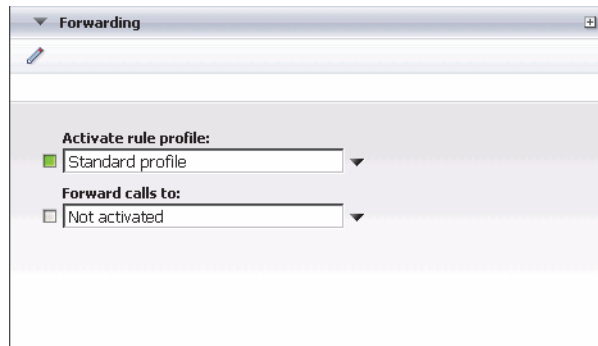 Forwarding
Activate rule profile:
Standard profile
Forward calls to:
Not activated